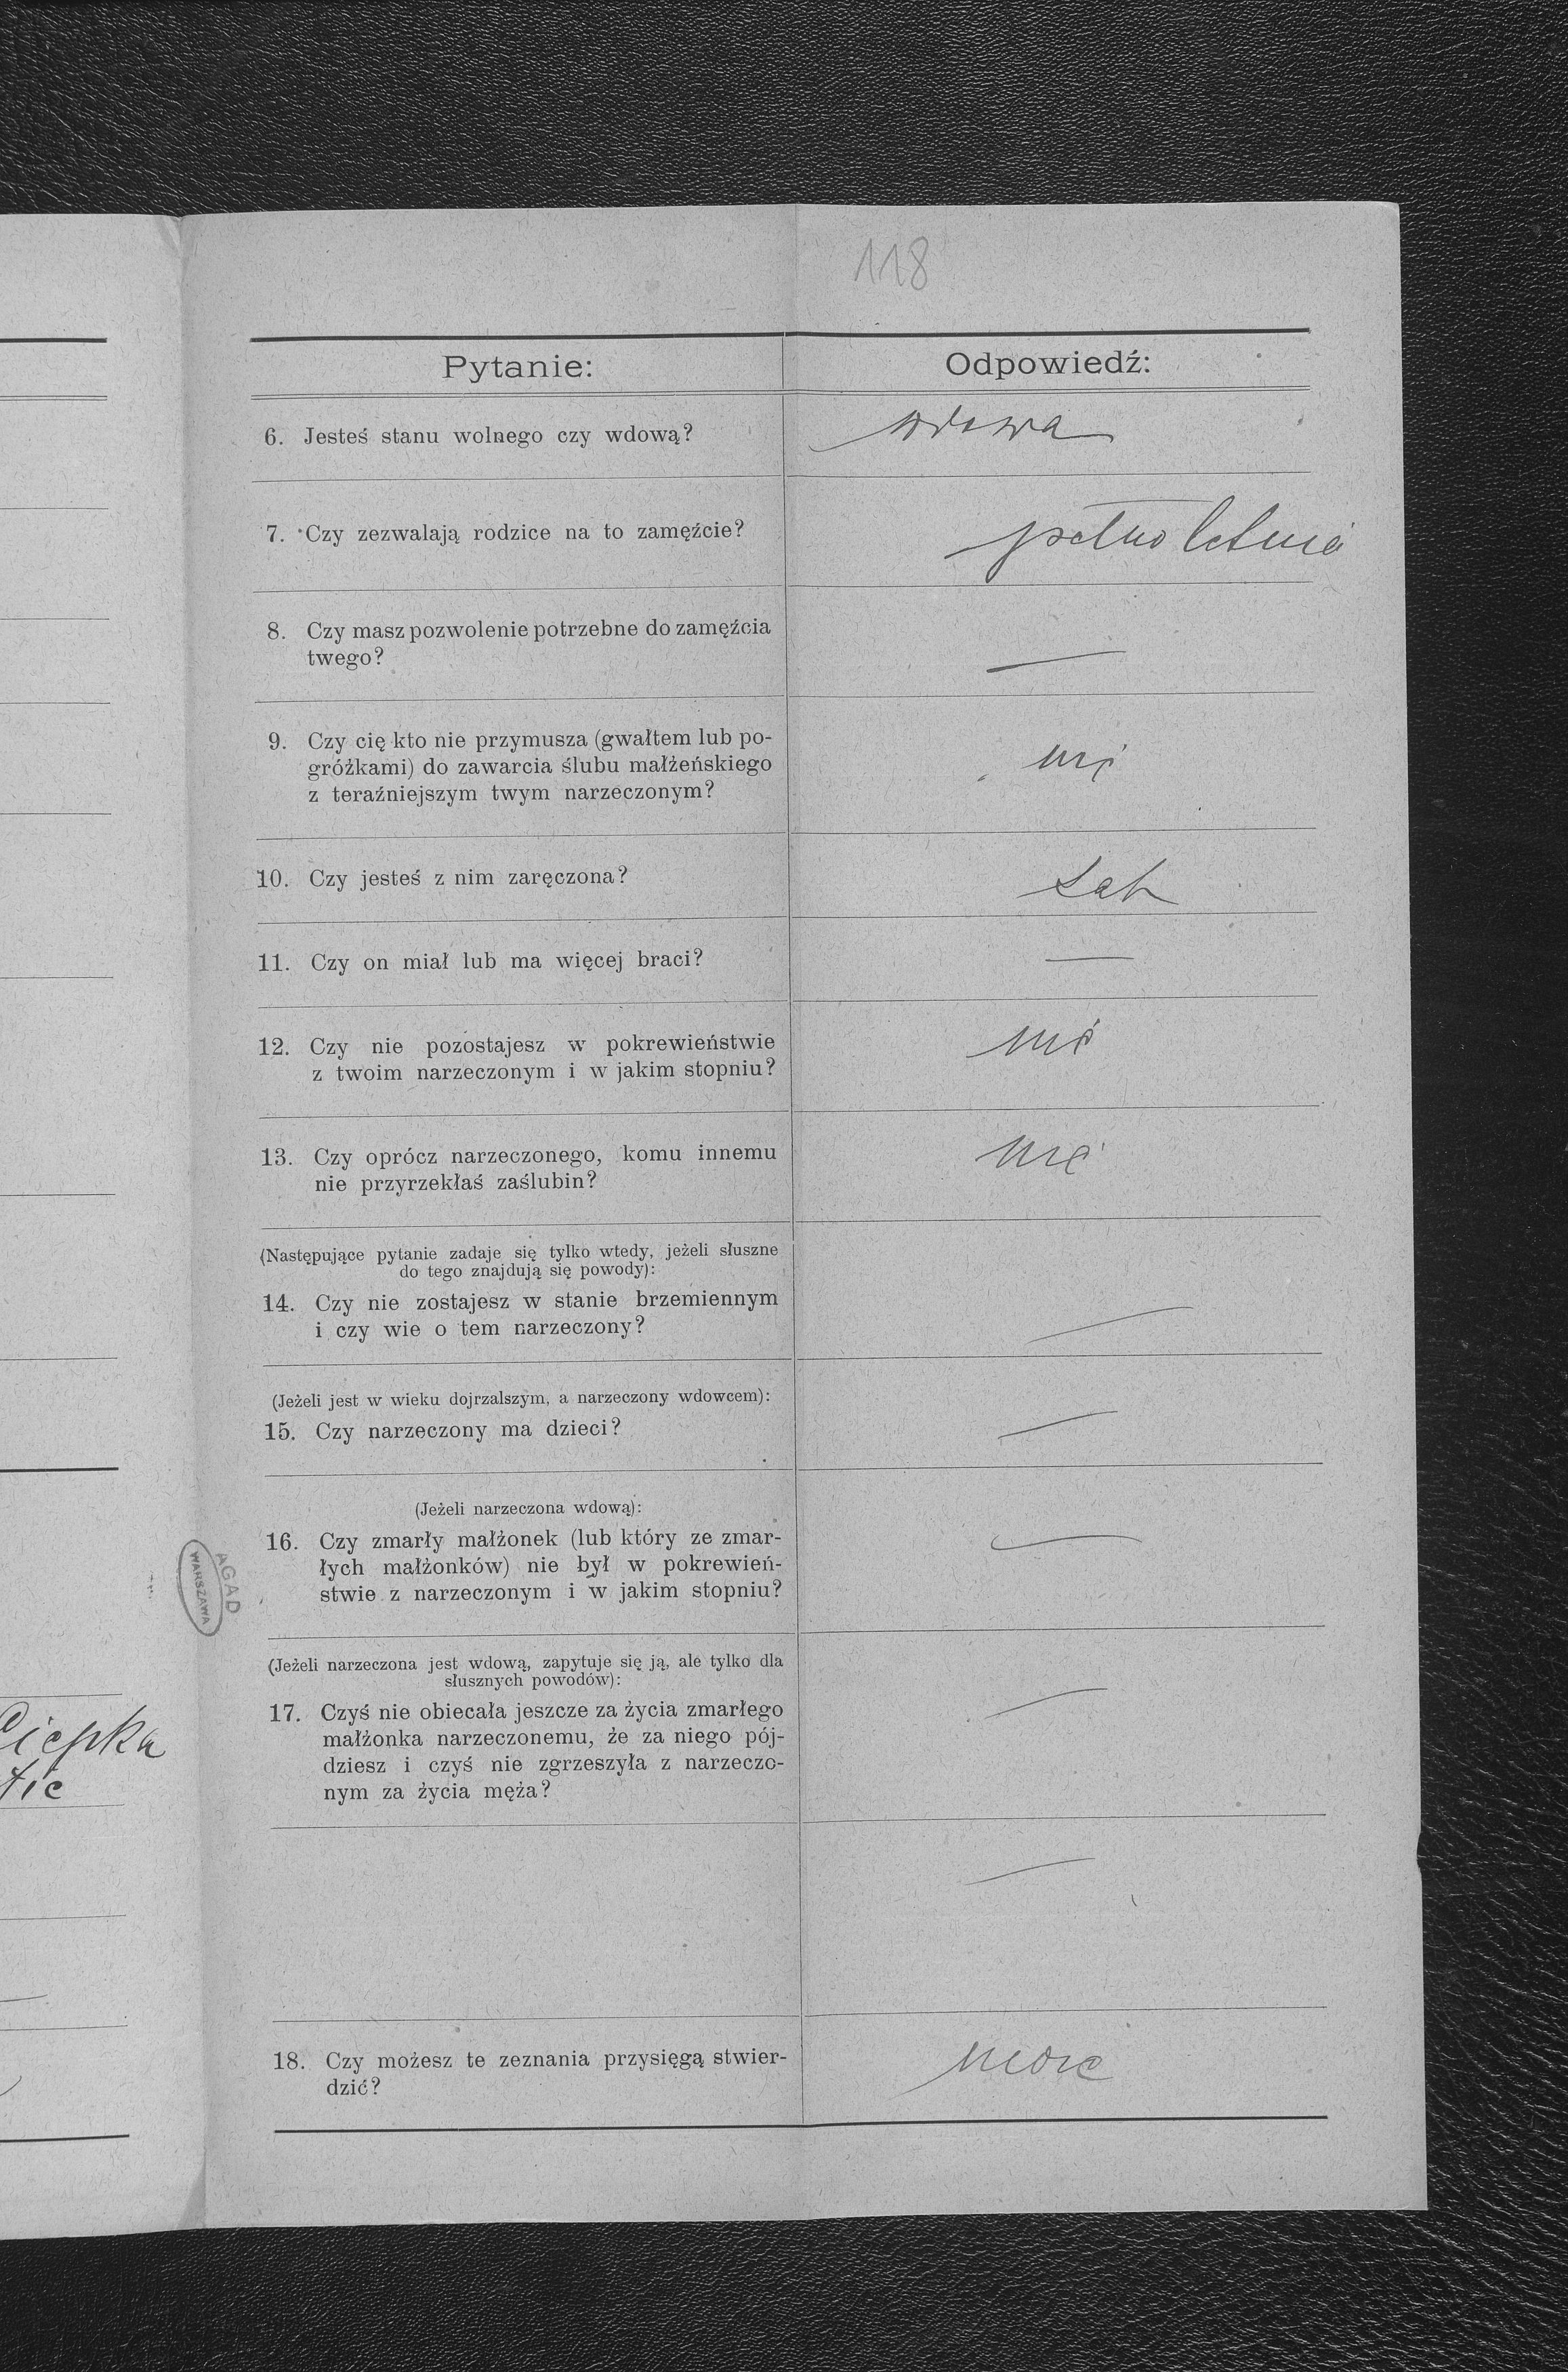 118
Pytanie:
Odpowiedź:
6. Jesteś stanu wolnego czy wdową?
wdowa
7. Czy zezwalają rodzice na to zamęźcie?
pełnoletnia
8. Czy masz pozwolenie potrzebne do zamęźcia
twego?
—
9. Czy cię kto nie przymusza (gwałtem lub po-
gróżkami) do zawarcia ślubu małżeńskiego
z teraźniejszym twym narzeczonym?
nie
10. Czy jesteś z nim zaręczona?
tak
11. Czy on miał lub ma więcej braci?
—
12. Czy nie pozostajesz w pokrewieństwie
z twoim narzeczonym i w jakim stopniu?
nie
13. Czy oprócz narzeczonego, komu innemu
nie przyrzekłaś zaślubin?
nie
(Następujące pytanie zadaje się tylko wtedy, jeżeli słuszne
do tego znajdują się powody):
14. Czy nie zostajesz w stanie brzemiennym
i czy wie o tem narzeczony?
—
(Jeżeli jest w wieku dojrzalszym, a narzeczony wdowcem):
15. Czy narzeczony ma dzieci?
—
(Jeżeli narzeczona wdową):
16. Czy zmarły małżonek (lub który ze zmar-
łych małżonków) nie był w pokrewień-
stwie z narzeczonym i w jakim stopniu?
—
(Jeżeli narzeczona jest wdową, zapytuje się ją, ale tylko dla
słusznych powodów):
17. Czyś nie obiecała jeszcze za życia zmarłego
małżonka narzeczonemu, że za niego pój-
dziesz i czyś nie zgrzeszyła z narzeczo-
nym za życia męża?
—
—
18. Czy możesz te zeznania przysięgą stwier-
dzić?
AGAD
WARSZAWA